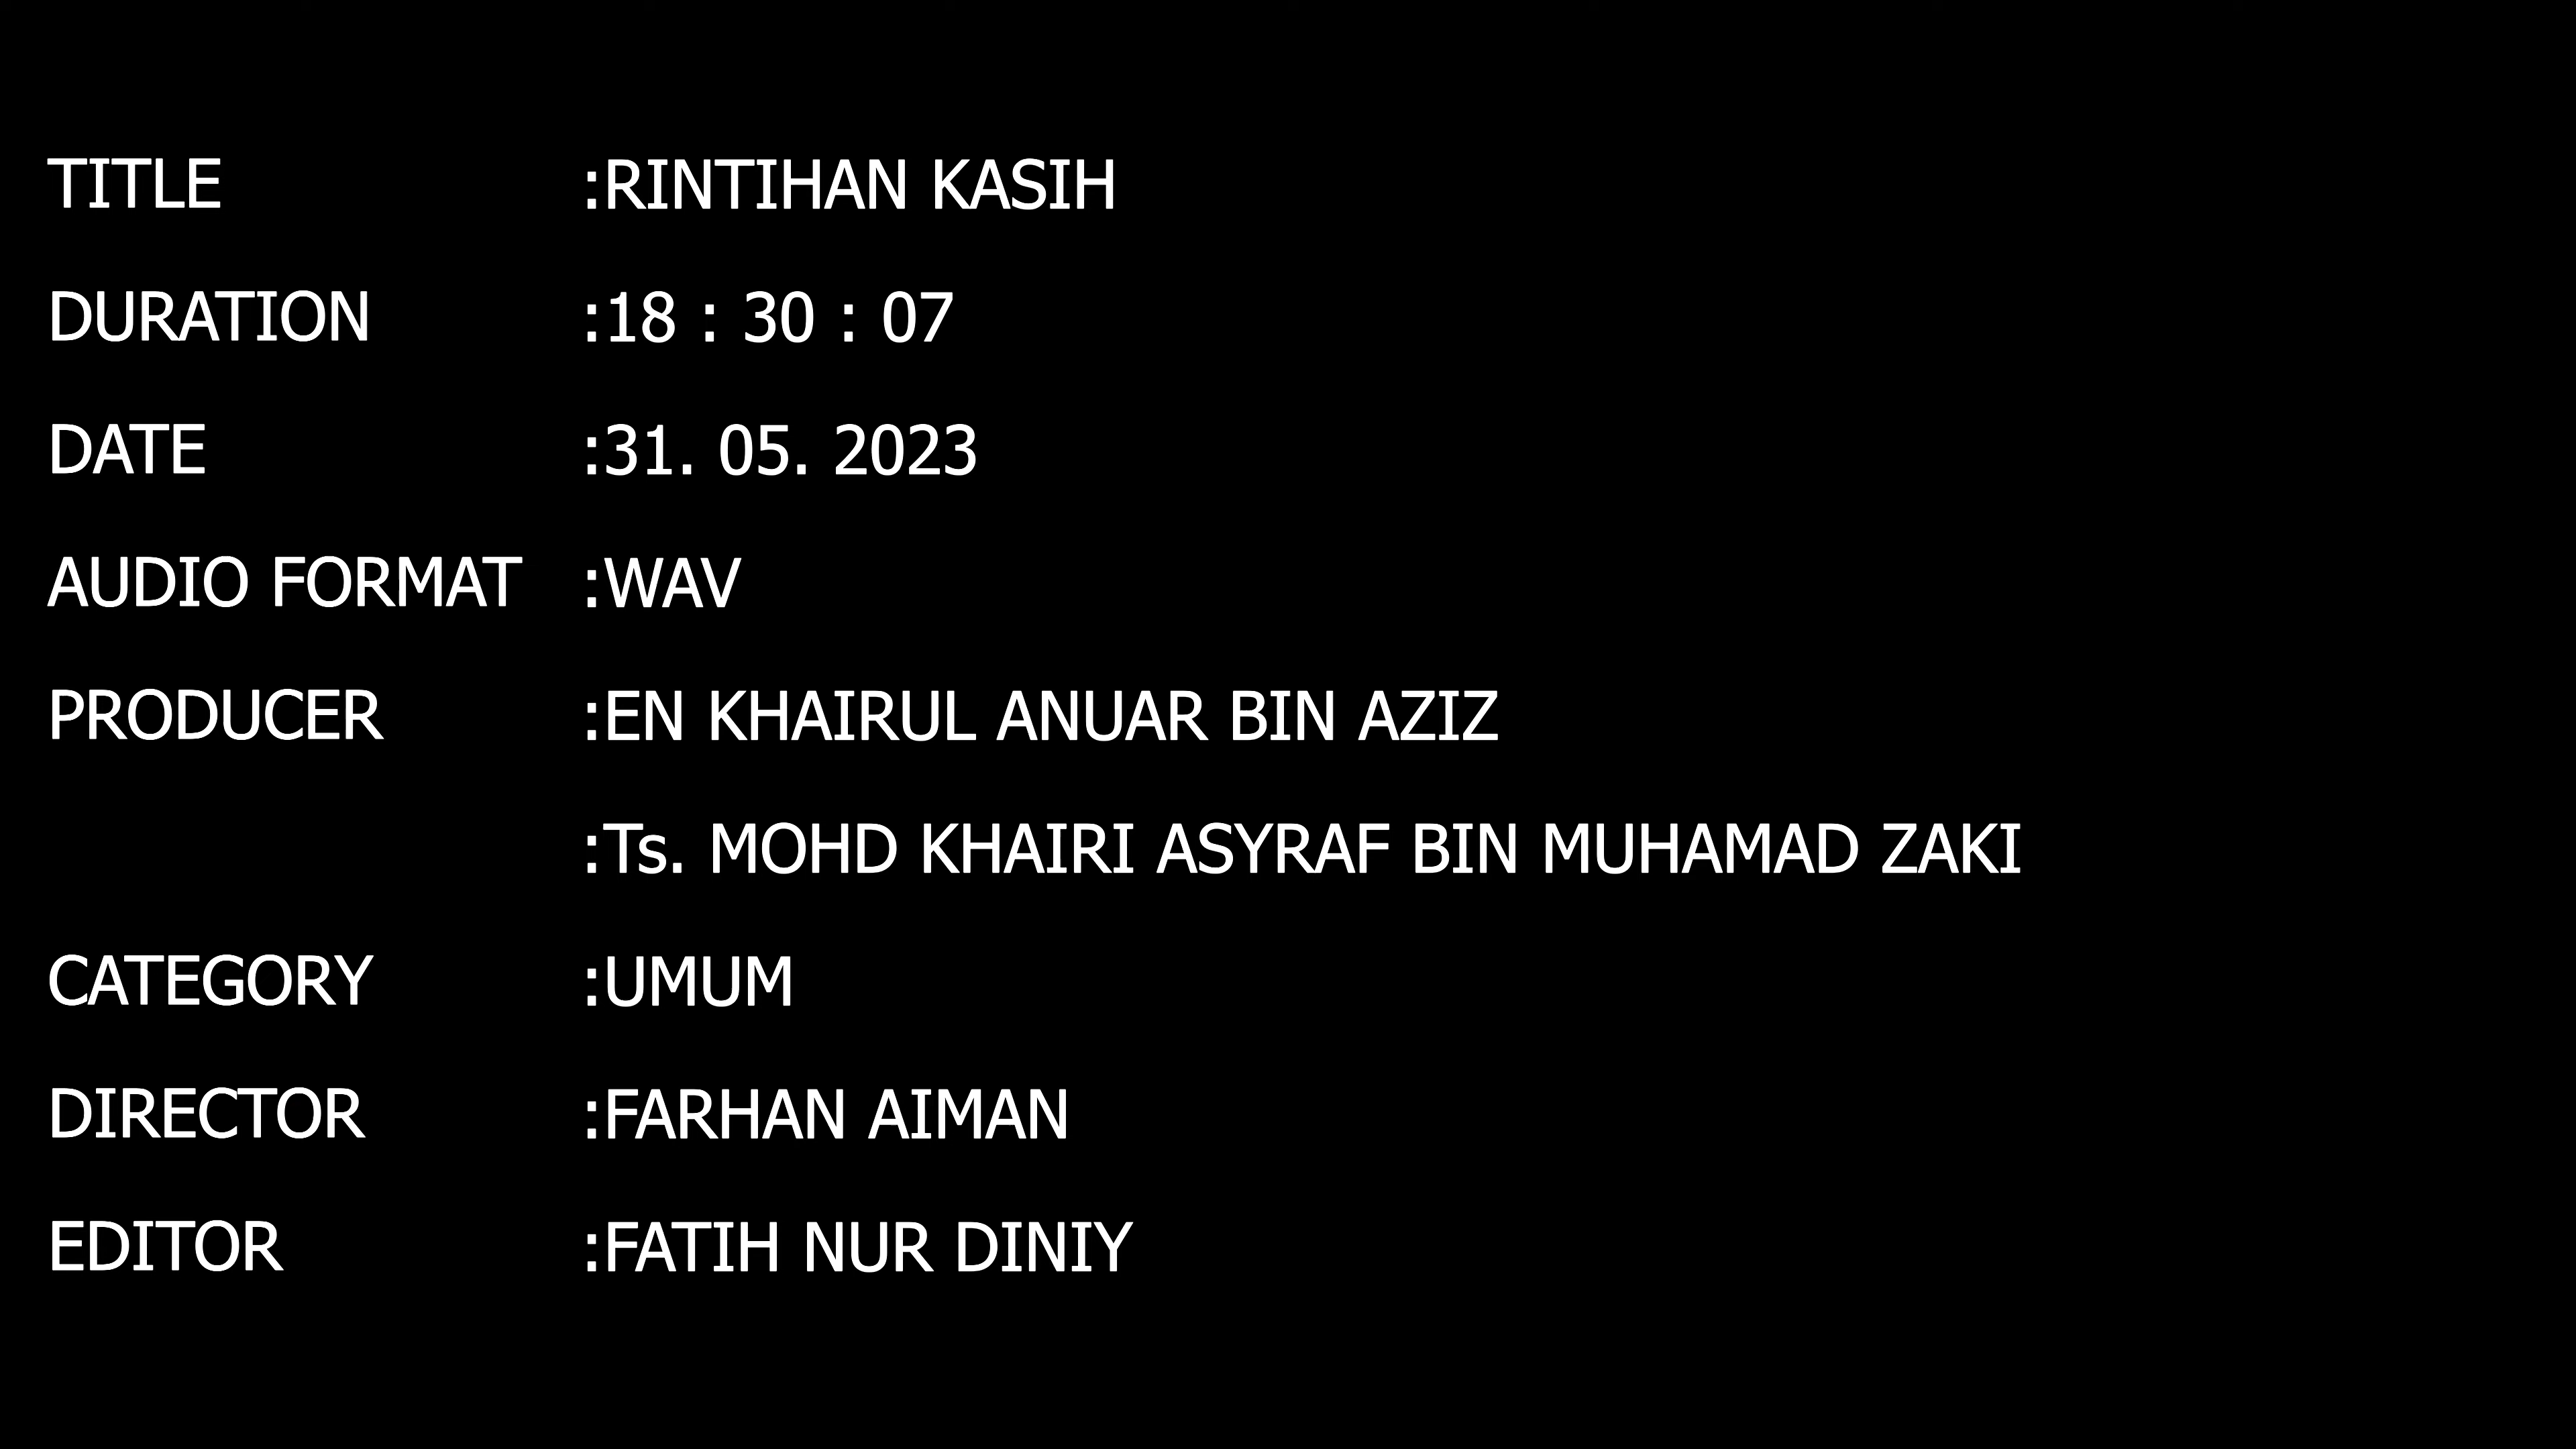 TITLE :RINTIHAN KASIH
DURATION :18 : 30 : 07
DATE :31. 05. 2023
AUDIO FORMAT :WAV
PRODUCER :EN KHAIRUL ANUAR BIN AZIZ
:Ts. MOHD KHAIRI ASYRAF BIN MUHAMAD ZAKI
CATEGORY :UMUM
DIRECTOR :FARHAN AIMAN
EDITOR :FATIH NUR DINIY